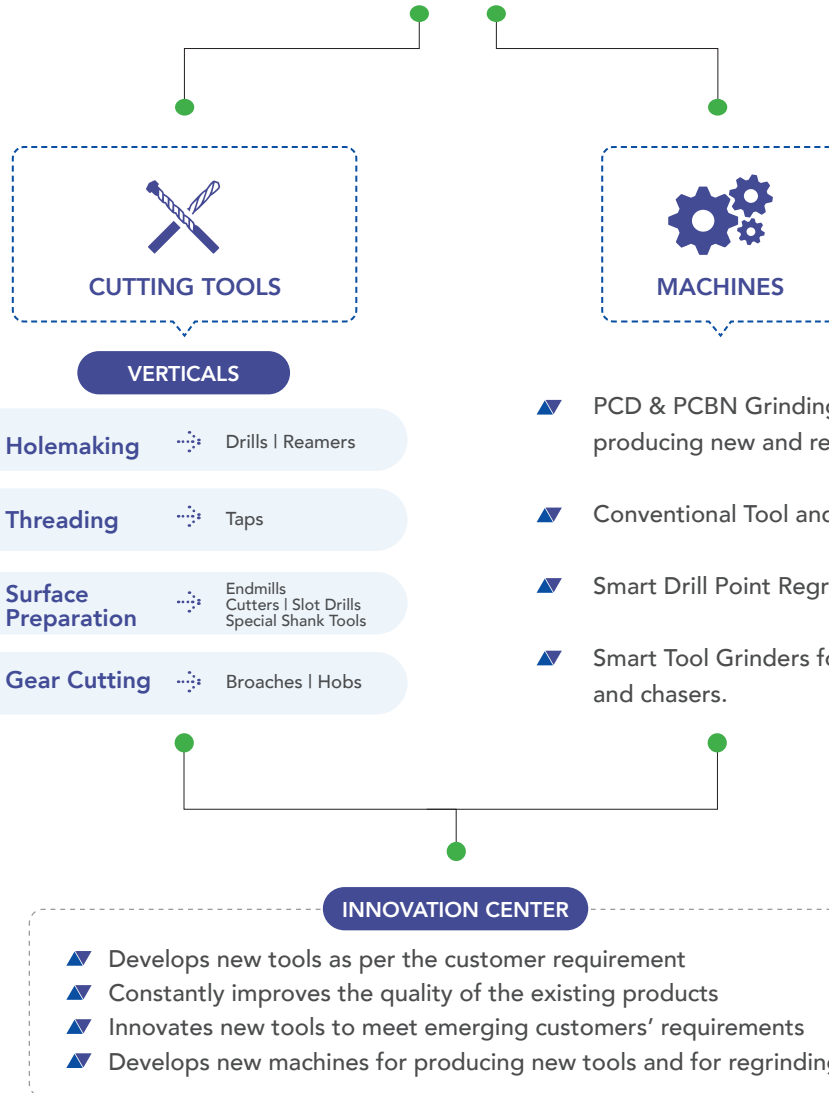 CUTTING TOOLS
VERTICALS
Holemaking
Drills | Reamers
Threading
Taps
Surface
Preparation
Endmills
Cutters | Slot Drills
Special Shank Tools
Gear Cutting
Broaches | Hobs
MACHINES
PCD & PCBN Grinding
producing new and re
Conventional Tool and
Smart Drill Point Regr
Smart Tool Grinders fo
and chasers.
INNOVATION CENTER
Develops new tools as per the customer requirement
Constantly improves the quality of the existing products
Innovates new tools to meet emerging customers’ requirements
Develops new machines for producing new tools and for regrinding